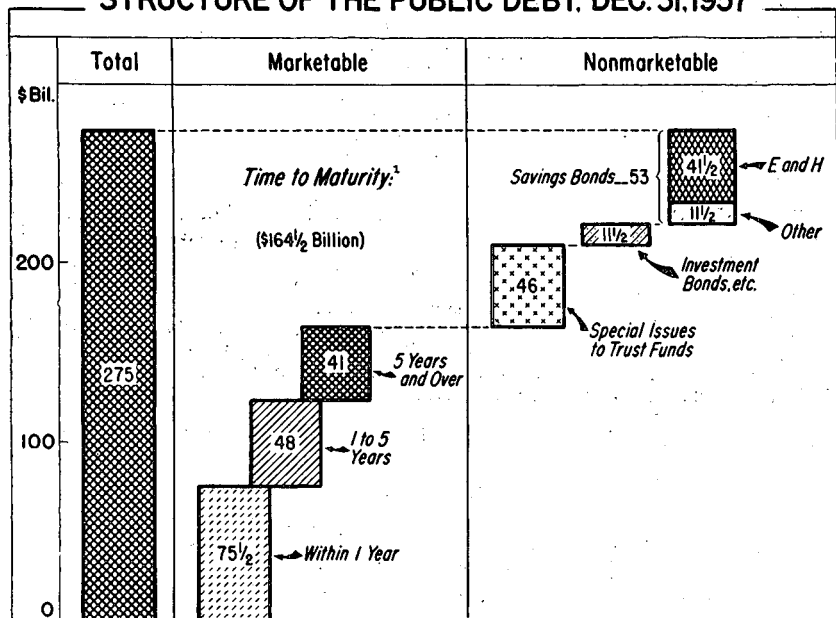 STRUCTURE OF THE PUBLIC DEBT, DEC. 31, 1957
Total
Marketable
Nonmarketable
$ Bil.
200
100
0
275
Time to Maturity:¹
($164½ Billion)
41
5 Years
and Over
48
1 to 5
Years
75½
Within 1 Year
Savings Bonds__53
41½
E and H
11½
Other
11½
Investment
Bonds, etc.
46
Special Issues
to Trust Funds